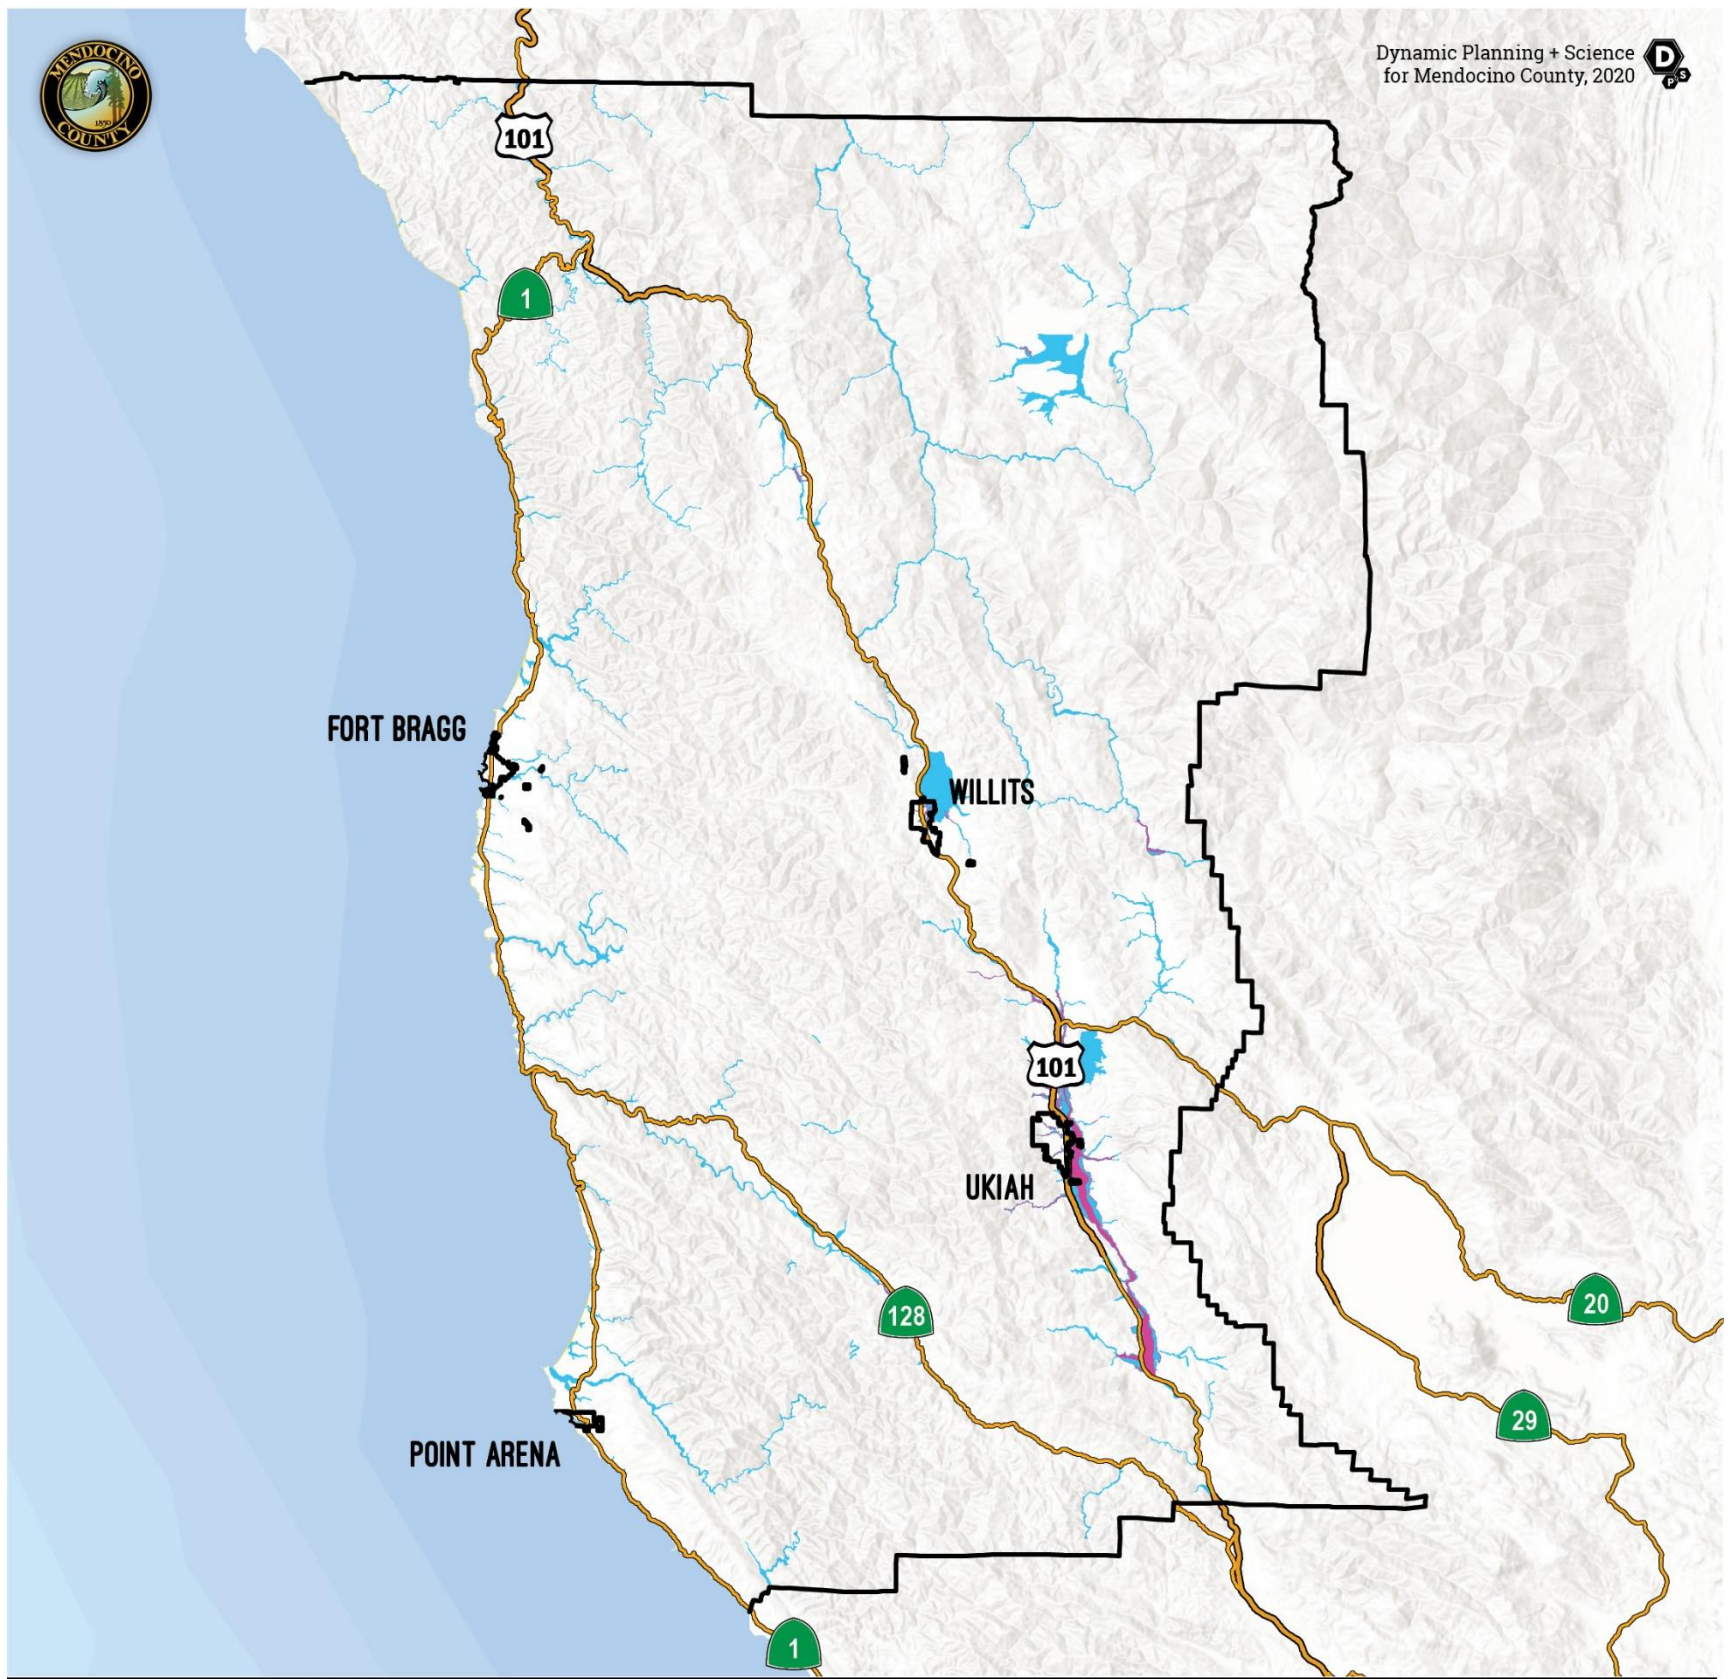 MENDOCINO
1850
COUNTY
Dynamic Planning + Science
for Mendocino County, 2020
D
P S
101
1
FORT BRAGG
WILLITS
101
UKIAH
128
20
29
POINT ARENA
1